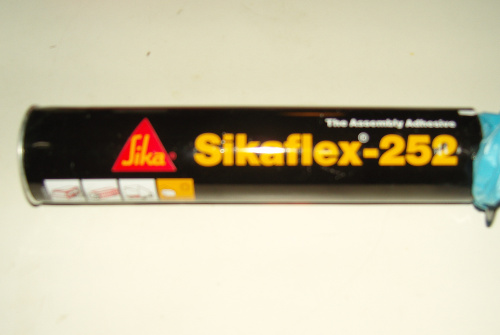 The Assembly Adhesive
Sika®
Sikaflex®-252